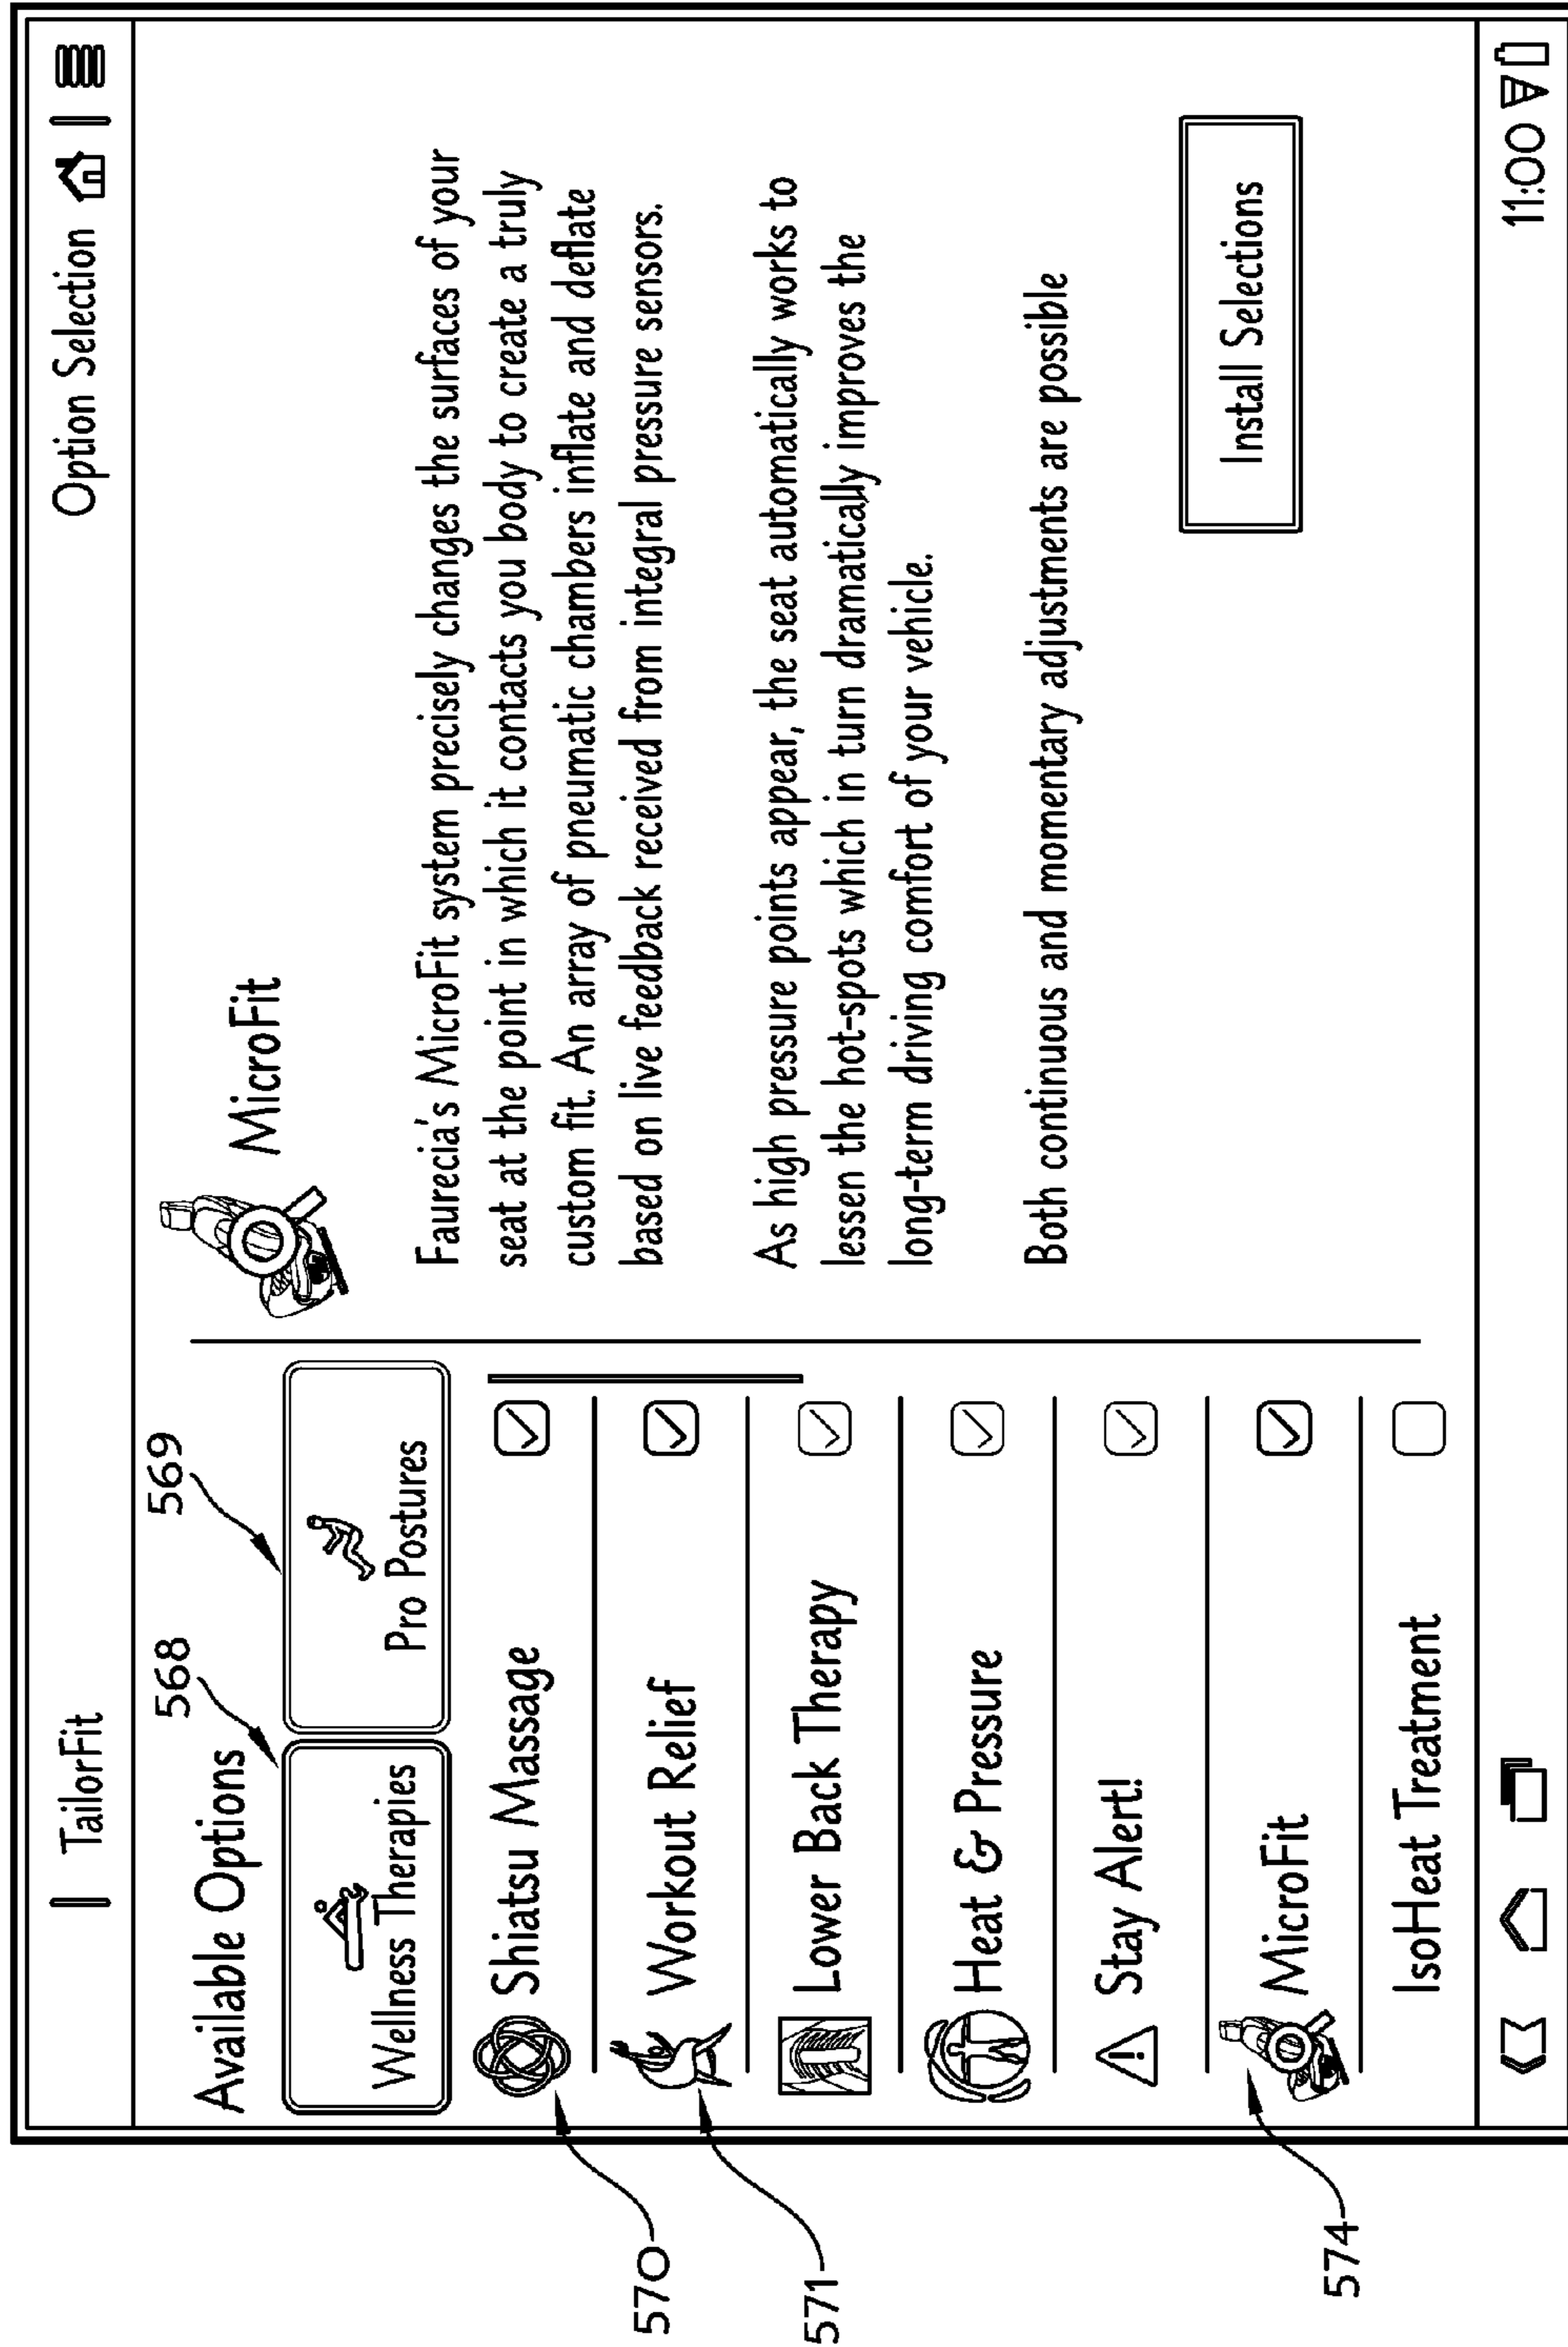 TailorFit
Option Selection
Available Options
568
569
Wellness Therapies
Pro Postures
570
Shiatsu Massage
571
Workout Relief
Lower Back Therapy
Heat & Pressure
Stay Alert!
574
MicroFit
IsoHeat Treatment
MicroFit
Faurecia's MicroFit system precisely changes the surfaces of your
seat at the point in which it contacts you body to create a truly
custom fit. An array of pneumatic chambers inflate and deflate
based on live feedback received from integral pressure sensors.
As high pressure points appear, the seat automatically works to
lessen the hot-spots which in turn dramatically improves the
long-term driving comfort of your vehicle.
Both continuous and momentary adjustments are possible
Install Selections
11:00